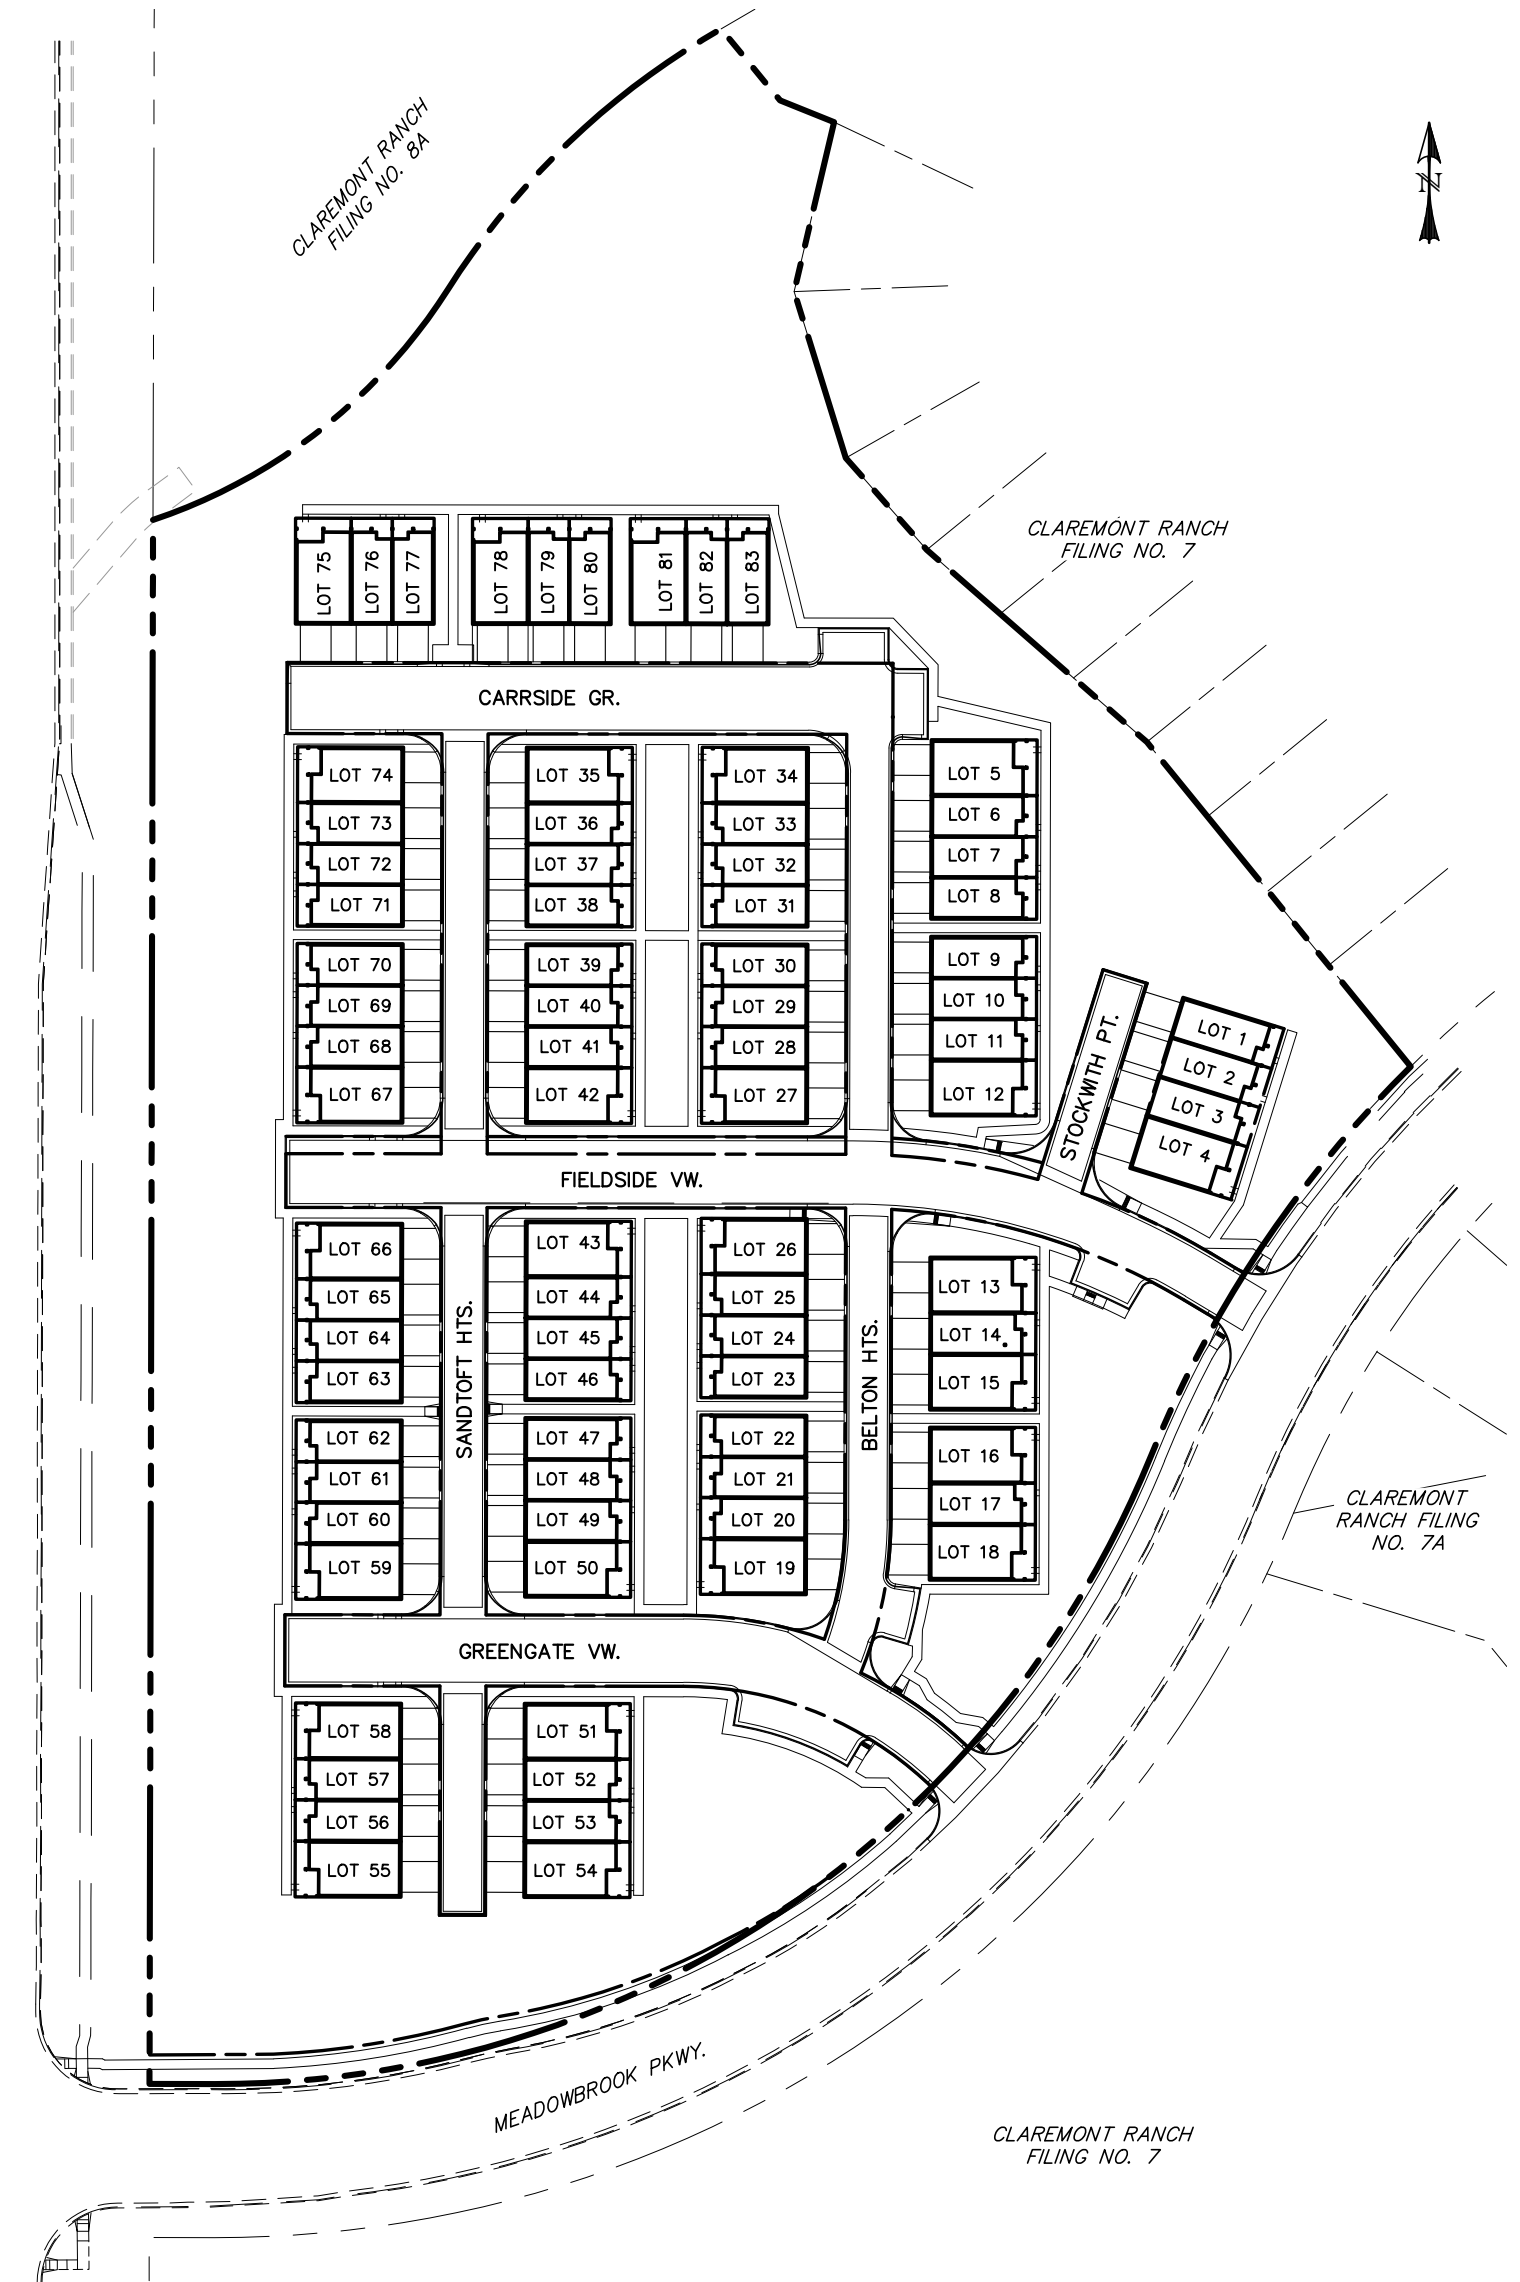 CLAREMONT RANCH
FILING NO. 8A
N
CLAREMONT RANCH
FILING NO. 7
LOT 75
LOT 76
LOT 77
LOT 78
LOT 79
LOT 80
LOT 81
LOT 82
LOT 83
CARRSIDE GR.
LOT 74
LOT 73
LOT 72
LOT 71
LOT 35
LOT 36
LOT 37
LOT 38
LOT 34
LOT 33
LOT 32
LOT 31
LOT 5
LOT 6
LOT 7
LOT 8
LOT 70
LOT 69
LOT 68
LOT 67
LOT 39
LOT 40
LOT 41
LOT 42
LOT 30
LOT 29
LOT 28
LOT 27
LOT 9
LOT 10
LOT 11
LOT 12
STOCKWITH PT.
LOT 1
LOT 2
LOT 3
LOT 4
FIELDSIDE VW.
LOT 66
LOT 65
LOT 64
LOT 63
SANDTOFT HTS.
LOT 43
LOT 44
LOT 45
LOT 46
LOT 26
LOT 25
LOT 24
LOT 23
BELTON HTS.
LOT 13
LOT 14
LOT 15
LOT 62
LOT 61
LOT 60
LOT 59
LOT 47
LOT 48
LOT 49
LOT 50
LOT 22
LOT 21
LOT 20
LOT 19
LOT 16
LOT 17
LOT 18
CLAREMONT
RANCH FILING
NO. 7A
GREENGATE VW.
LOT 58
LOT 57
LOT 56
LOT 55
LOT 51
LOT 52
LOT 53
LOT 54
MEADOWBROOK PKWY.
CLAREMONT RANCH
FILING NO. 7